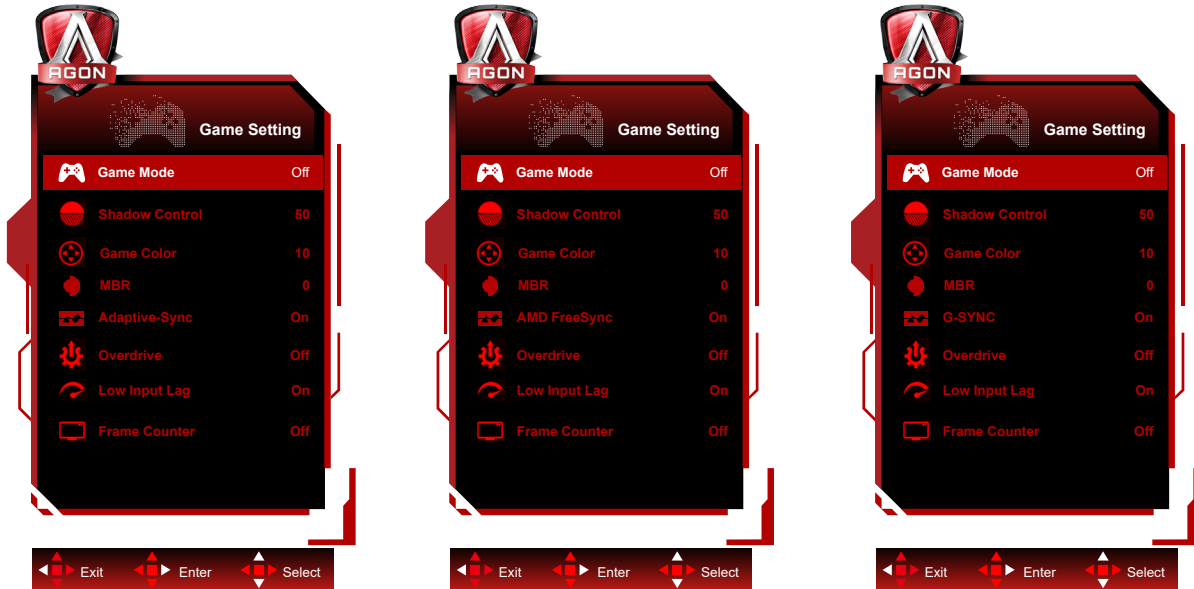 AGON
Game Setting
Game Mode Off
Shadow Control 50
Game Color 10
MBR 0
Adaptive-Sync On
Overdrive Off
Low Input Lag On
Frame Counter Off
Exit Enter Select
AGON
Game Setting
Game Mode Off
Shadow Control 50
Game Color 10
MBR 0
AMD FreeSync On
Overdrive Off
Low Input Lag On
Frame Counter Off
Exit Enter Select
AGON
Game Setting
Game Mode Off
Shadow Control 50
Game Color 10
MBR 0
G-SYNC On
Overdrive Off
Low Input Lag On
Frame Counter Off
Exit Enter Select